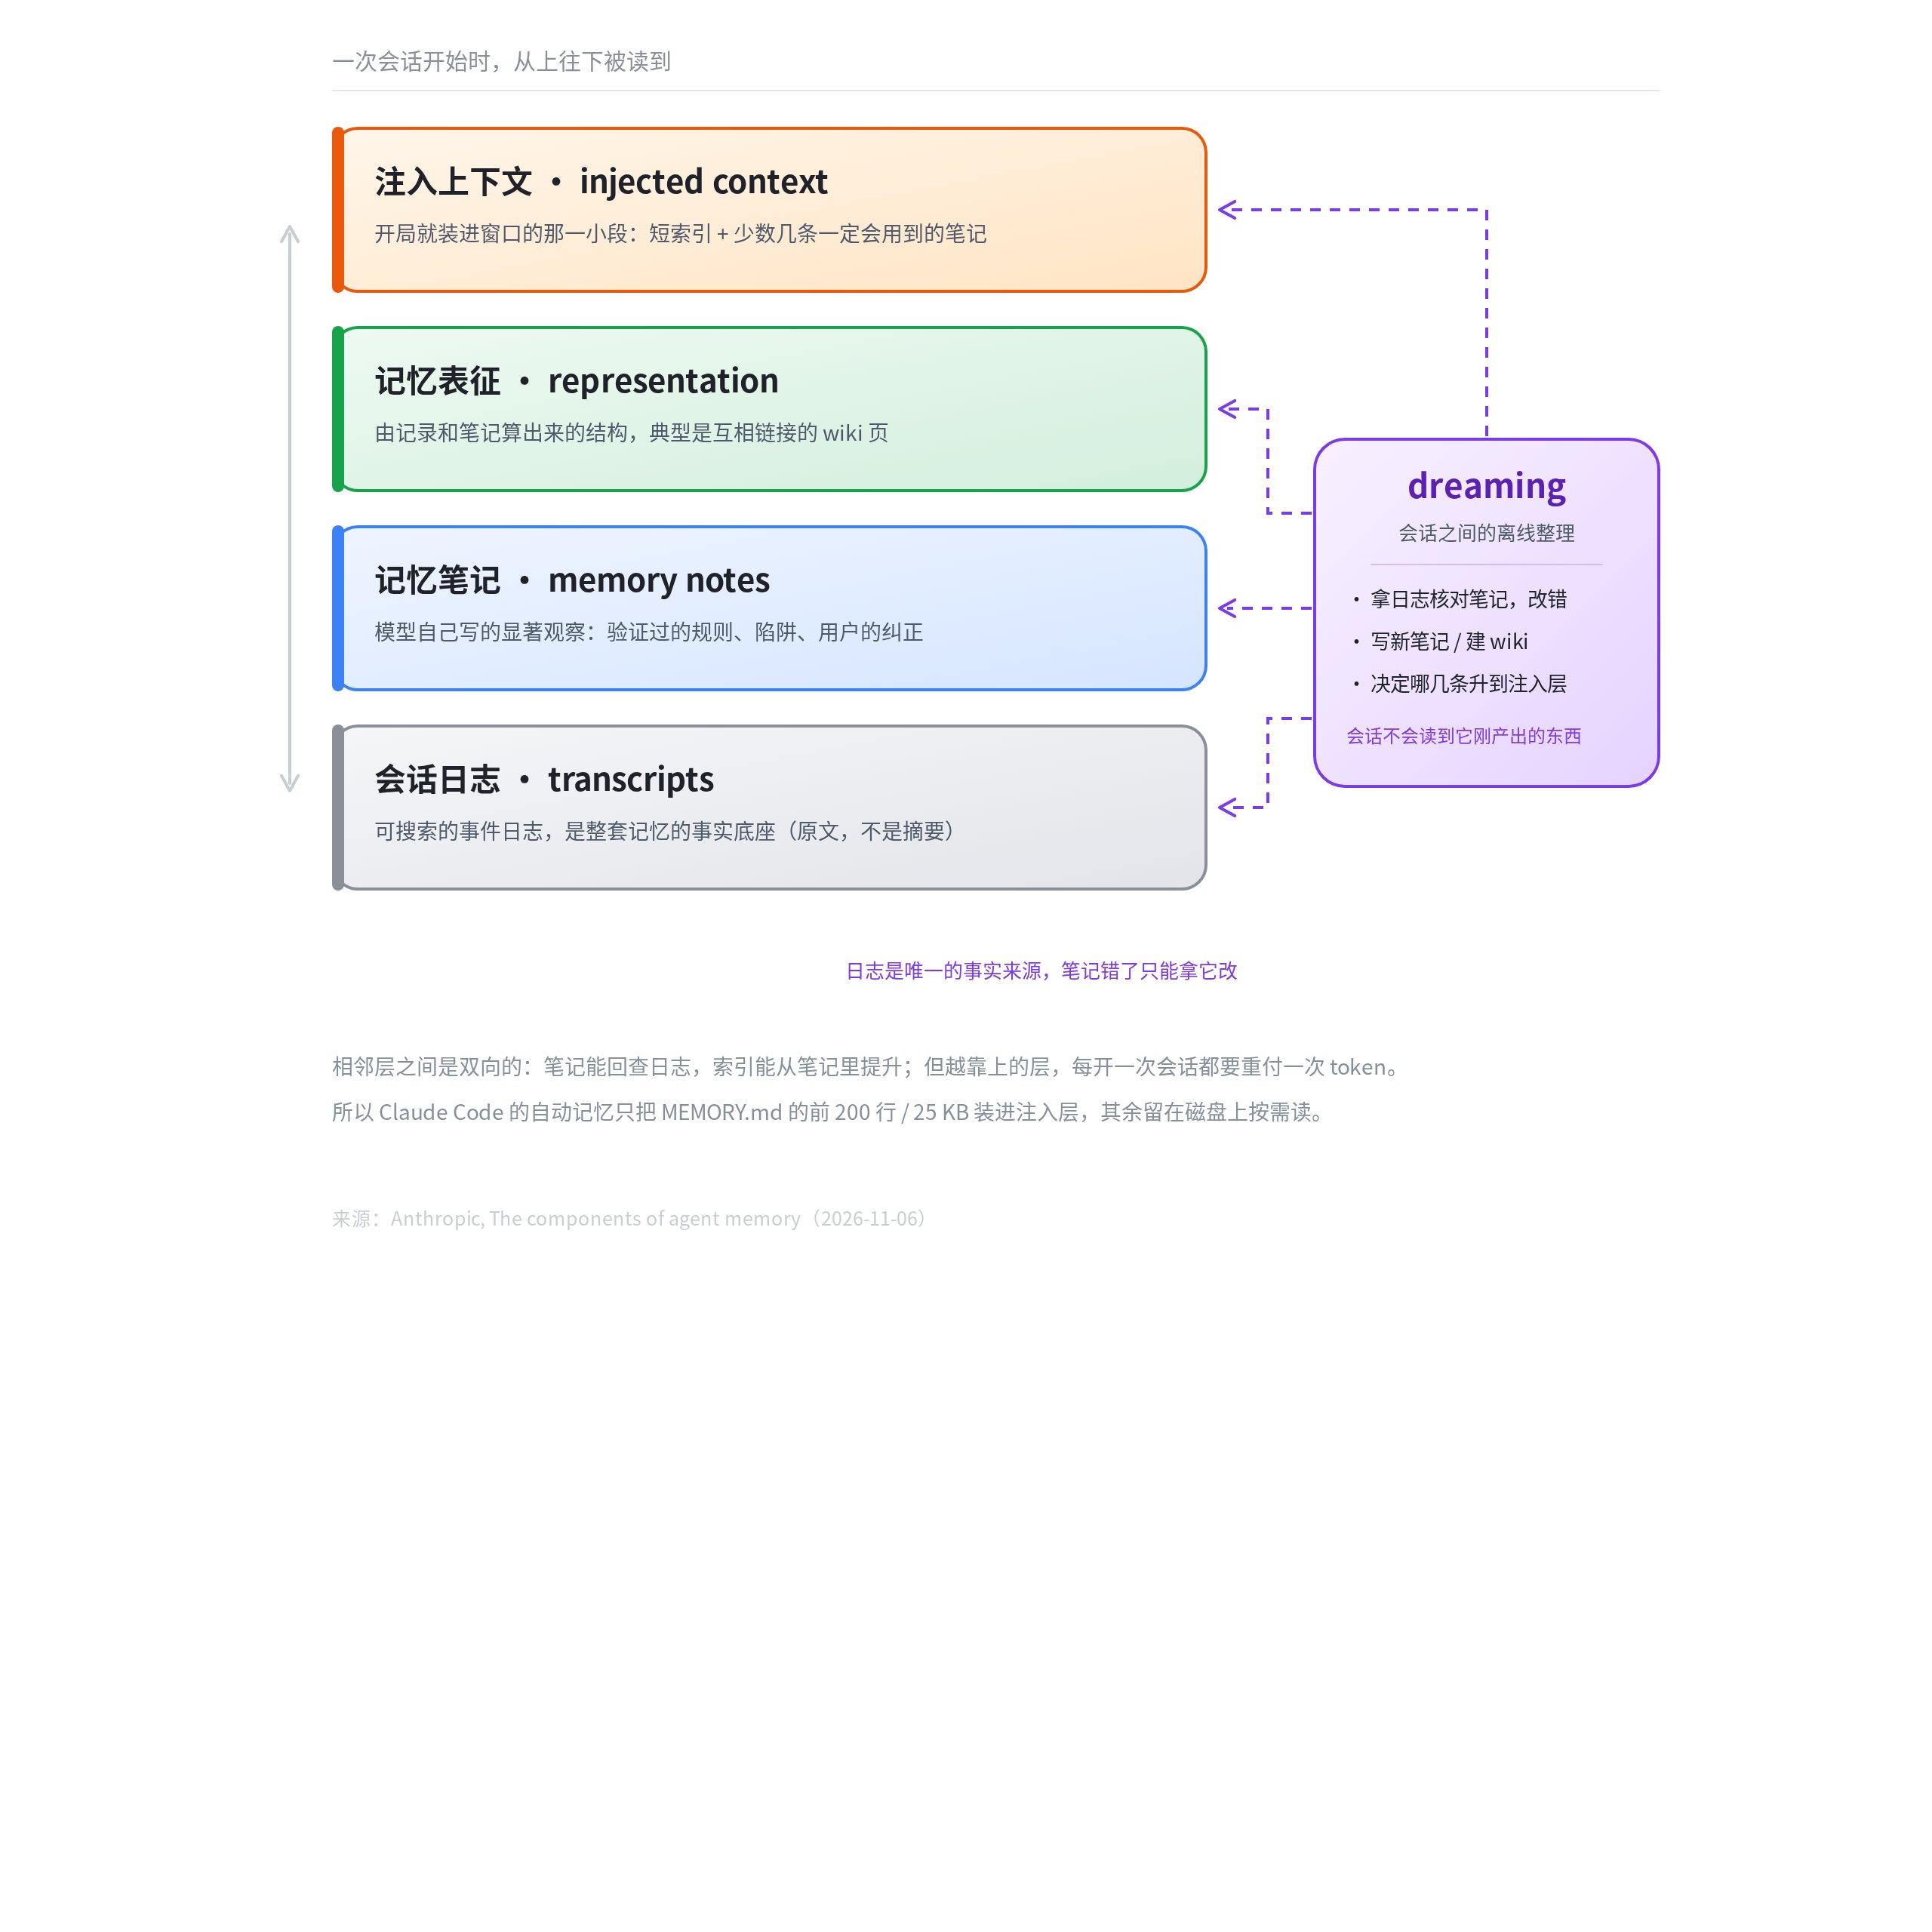 一次会话开始时，从上往下被读到
注入上下文 · injected context
开局就装进窗口的那一小段：短索引 + 少数几条一定会用到的笔记
记忆表征 · representation
由记录和笔记算出来的结构，典型是互相链接的 wiki 页
记忆笔记 · memory notes
模型自己写的显著观察：验证过的规则、陷阱、用户的纠正
会话日志 · transcripts
可搜索的事件日志，是整套记忆的事实底座（原文，不是摘要）
dreaming
会话之间的离线整理
· 拿日志核对笔记，改错
· 写新笔记 / 建 wiki
· 决定哪几条升到注入层
会话不会读到它刚产出的东西
日志是唯一的事实来源，笔记错了只能拿它改
相邻层之间是双向的：笔记能回查日志，索引能从笔记里提升；但越靠上的层，每开一次会话都要重付一次 token。
所以 Claude Code 的自动记忆只把 MEMORY.md 的前 200 行 / 25 KB 装进注入层，其余留在磁盘上按需读。
来源：Anthropic, The components of agent memory（2026-11-06）